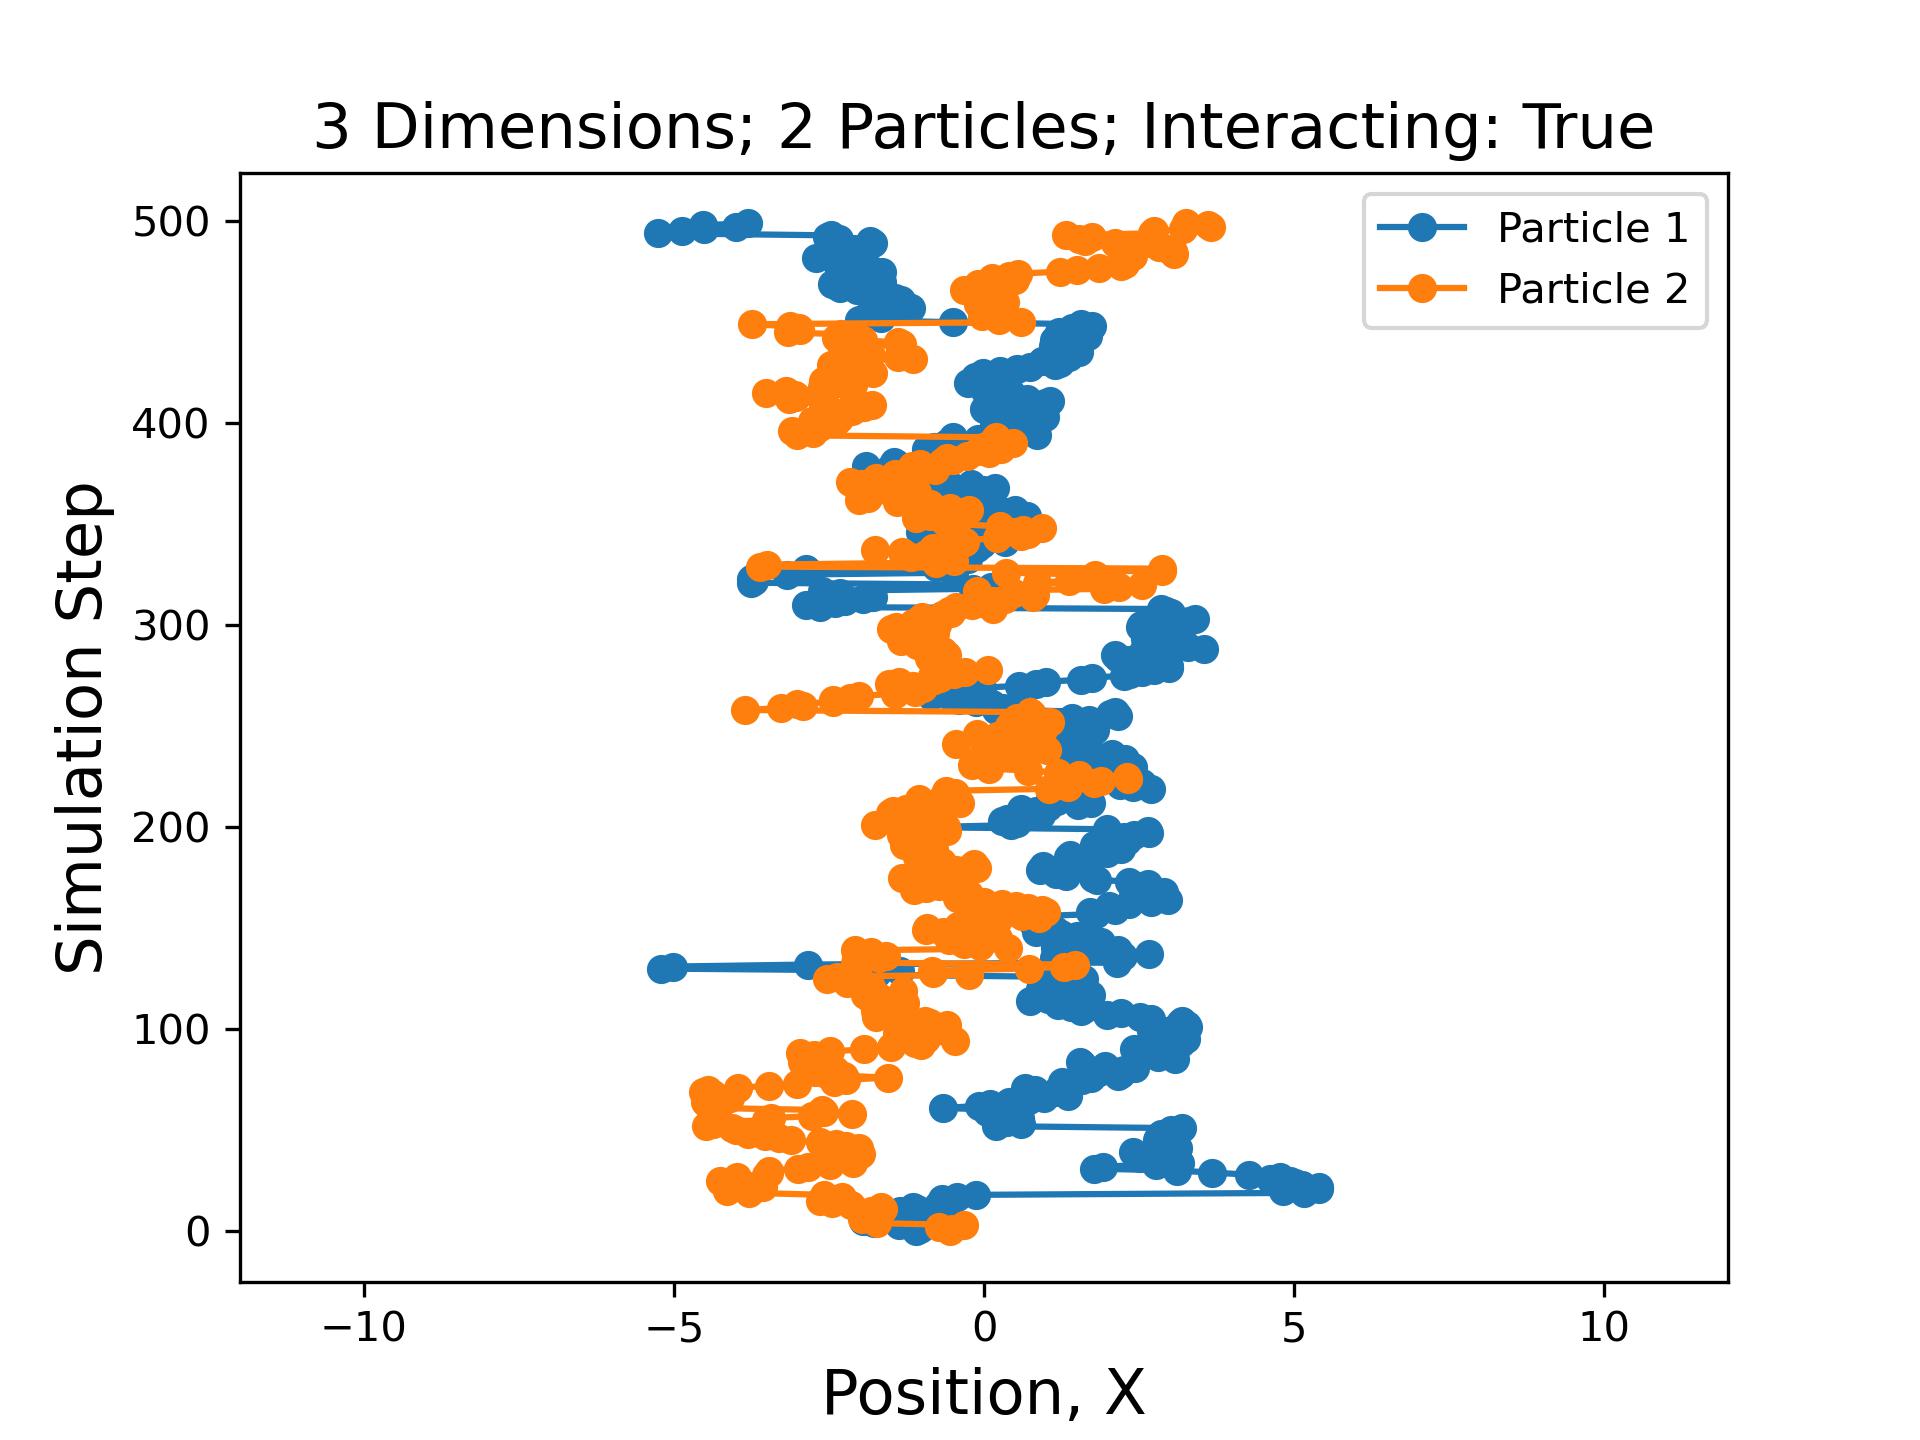 3 Dimensions; 2 Particles; Interacting: True
Particle 1
Particle 2
Simulation Step
500
400
300
200
100
0
−10
−5
0
5
10
Position, X